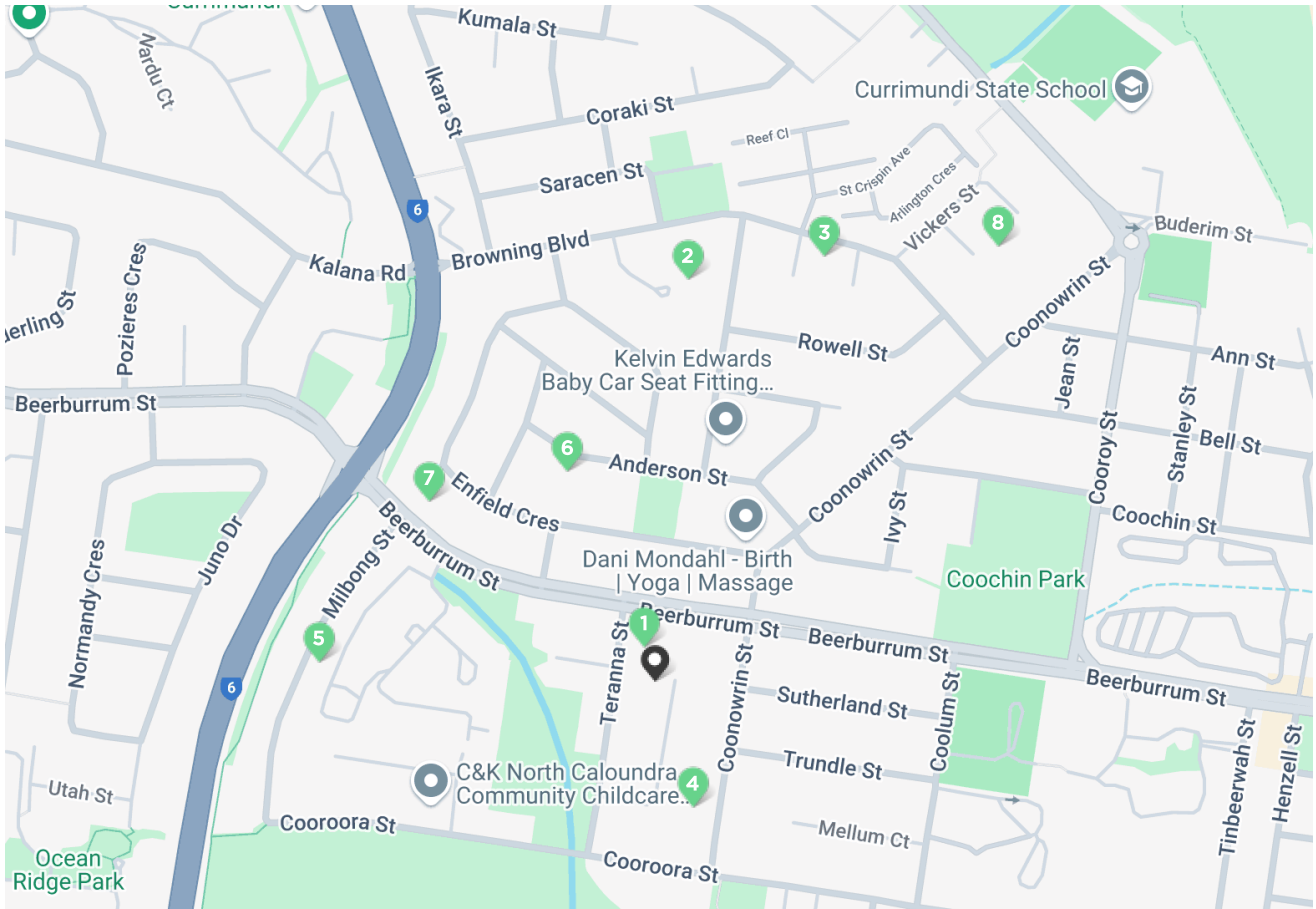 Currimundi
Kumala St
Nardu Ct
Ikara St
Coraki St
Currimundi State School
Reef Cl
Saracen St
St Crispin Ave
Arlington Cres
Vickers St
6
3
8
Buderim St
2
Browning Blvd
Kalana Rd
Pozieres Cres
Coonowrin St
Rowell St
Jean St
Ann St
Kelvin Edwards
Baby Car Seat Fitting...
Beerburrum St
Stanley St
Bell St
Cooroy St
6
Anderson St
Coonowrin St
7
Enfield Cres
Ivy St
Coochin St
Beerburrum St
Juno Dr
Milbong St
Dani Mondahl - Birth
| Yoga | Massage
Coochin Park
Normandy Cres
1
Beerburrum St
Beerburrum St
5
Teranna St
Coonowrin St
Sutherland St
Coolum St
Beerburrum St
6
Tinbeerwah St
Henzell St
Trundle St
C&K North Caloundra
Community Childcare...
4
Utah St
Cooroora St
Mellum Ct
Ocean
Ridge Park
Cooroora St